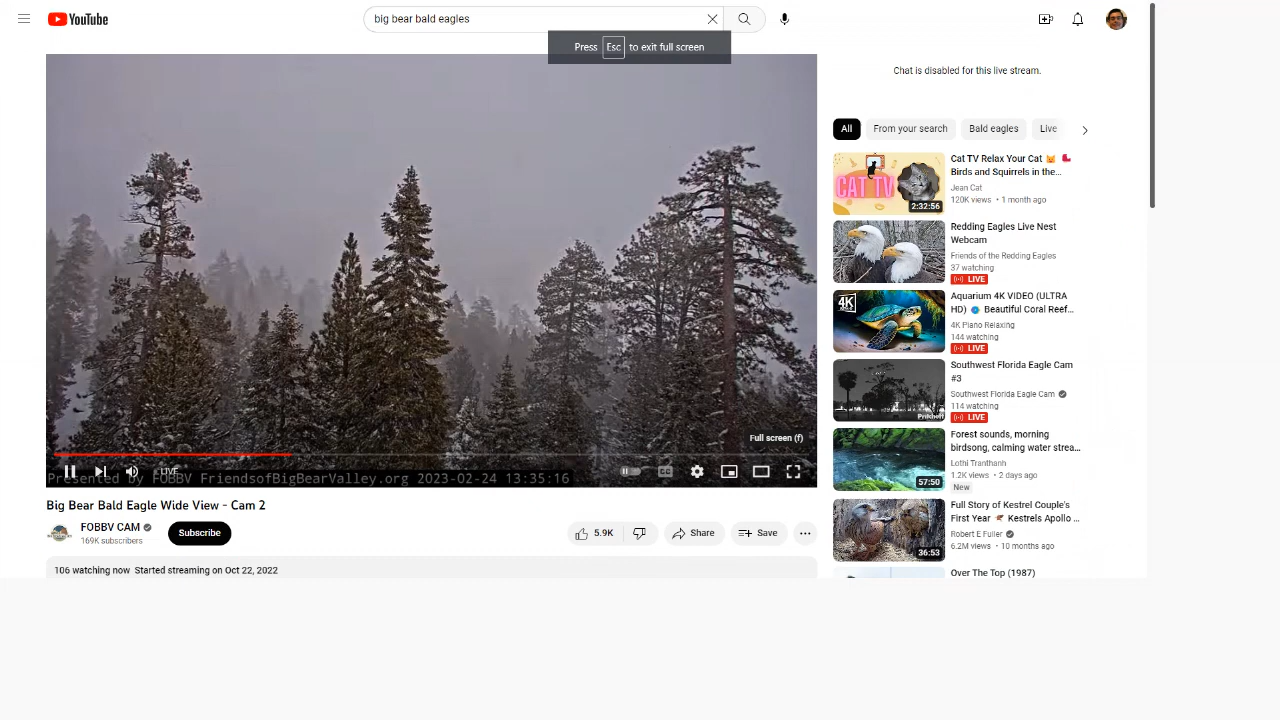 YouTube
big bear bald eagles
Press Esc to exit full screen
Chat is disabled for this live stream.
All From your search Bald eagles Live
CAT TV
2:32:56
Cat TV Relax Your Cat 
Birds and Squirrels in the...
Jean Cat
120K views • 1 month ago
Redding Eagles Live Nest
Webcam
Friends of the Redding Eagles
37 watching
LIVE
4K
Aquarium 4K VIDEO (ULTRA
HD) Beautiful Coral Reef...
4K Piano Relaxing
144 watching
LIVE
Southwest Florida Eagle Cam
#3
Southwest Florida Eagle Cam
114 watching
LIVE
Full screen (f)
Forest sounds, morning
birdsong, calming water strea...
Lothi Tranthanh
1.2K views • 2 days ago
57:50
New
LIVE
Presented by FOBBV FriendsofBigBearValley.org 2023-02-24 13:35:16
Big Bear Bald Eagle Wide View - Cam 2
FOBBV CAM
169K subscribers
Subscribe
5.9K
Share
Save
Full Story of Kestrel Couple's
First Year Kestrels Apollo ...
Robert E Fuller
6.2M views • 10 months ago
36:53
106 watching now Started streaming on Oct 22, 2022
Over The Top (1987)